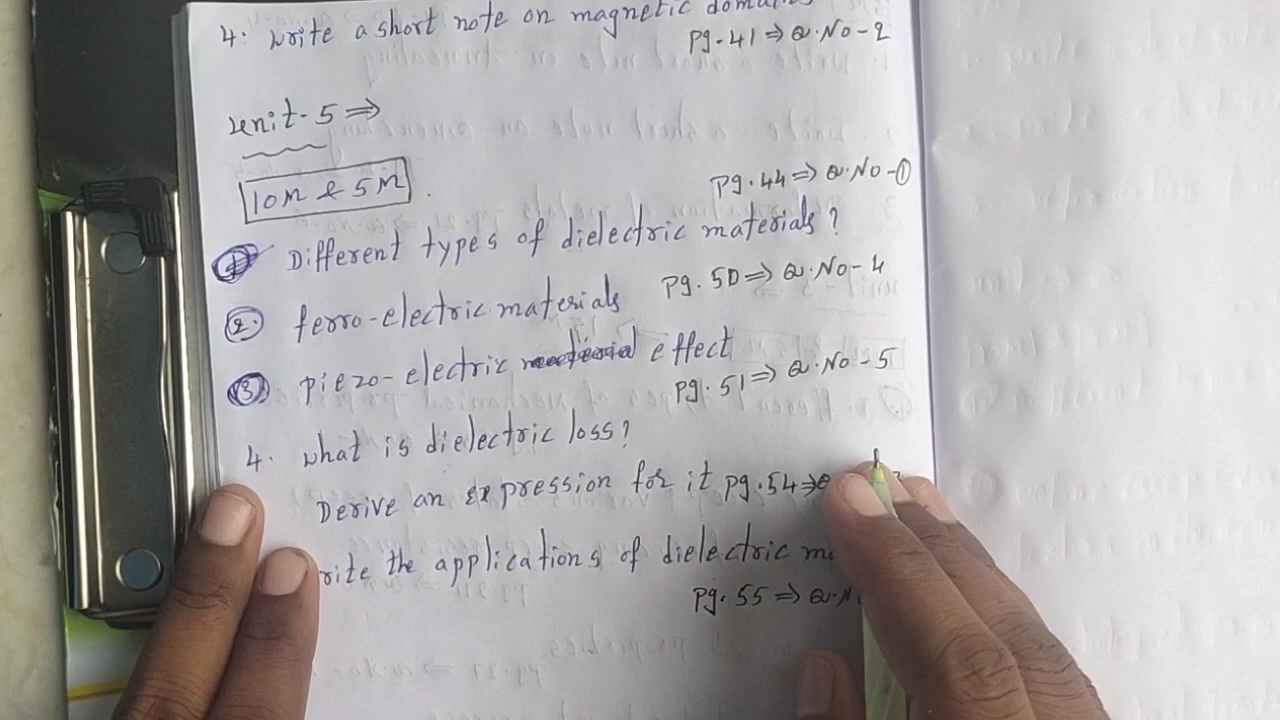 4. Write a short note on magnetic domains
Pg.41⇒Q.No-2
Unit-5⇒
10M & 5M.
Pg.44⇒Q.No-①
① Different types of dielectric materials?
② ferro-electric materials
Pg.50⇒Q.No-4
③ piezo-electric effect
Pg.51⇒Q.No-5
4. What is dielectric loss?
Derive an expression for it Pg.54⇒Q
rite the applications of dielectric
Pg.55⇒Q.N